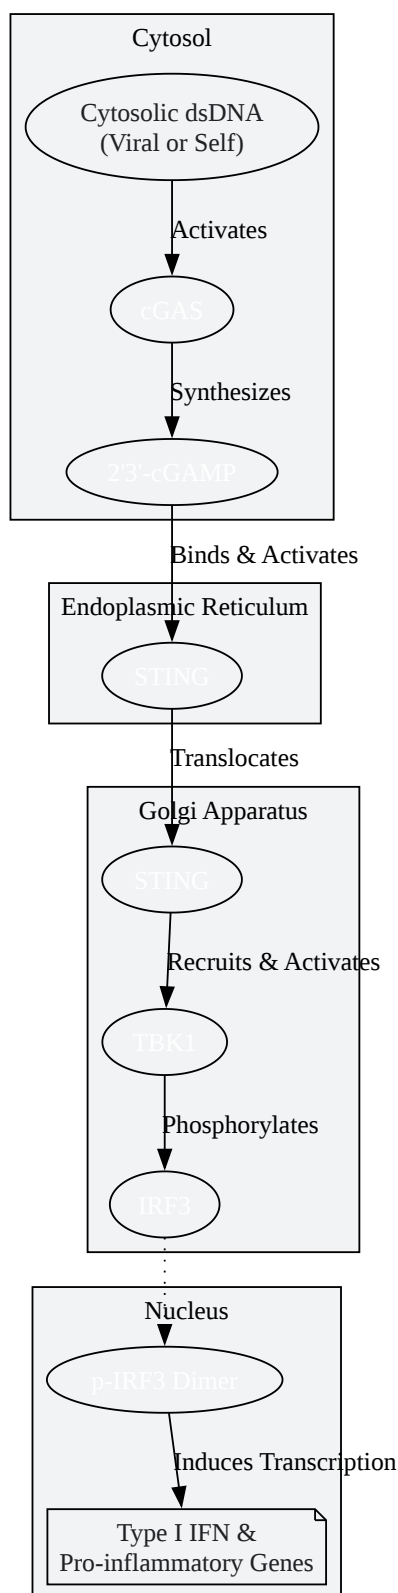 Cytosol
Cytosolic dsDNA
(Viral or Self)
Activates
cGAS
Synthesizes
2'3'-cGAMP
Binds & Activates
Endoplasmic Reticulum
STING
Translocates
Golgi Apparatus
STING
Recruits & Activates
TBK1
Phosphorylates
IRF3
Nucleus
p-IRF3 Dimer
Induces Transcription
Type I IFN &
Pro-inflammatory Genes